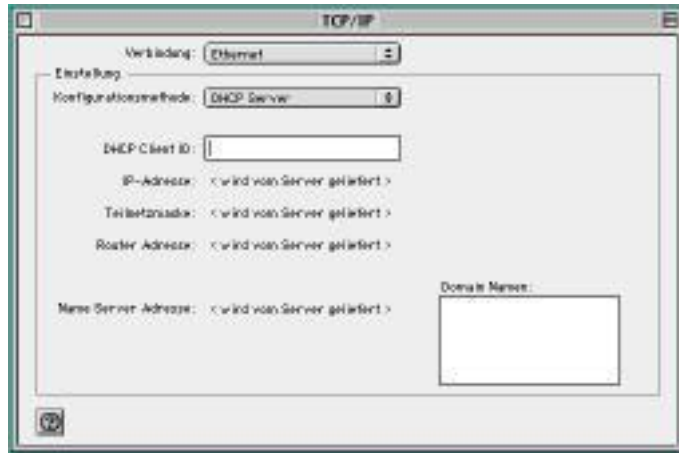 TCP/IP
Verbindung: Ethernet
Einstellung
Konfigurationsmethode: DHCP Server
DHCP Client ID:
IP-Adresse: < wird vom Server geliefert >
Teilnetzmaske: < wird vom Server geliefert >
Router Adresse: < wird vom Server geliefert >
Domain Namen:
Name Server Adresse: < wird vom Server geliefert >